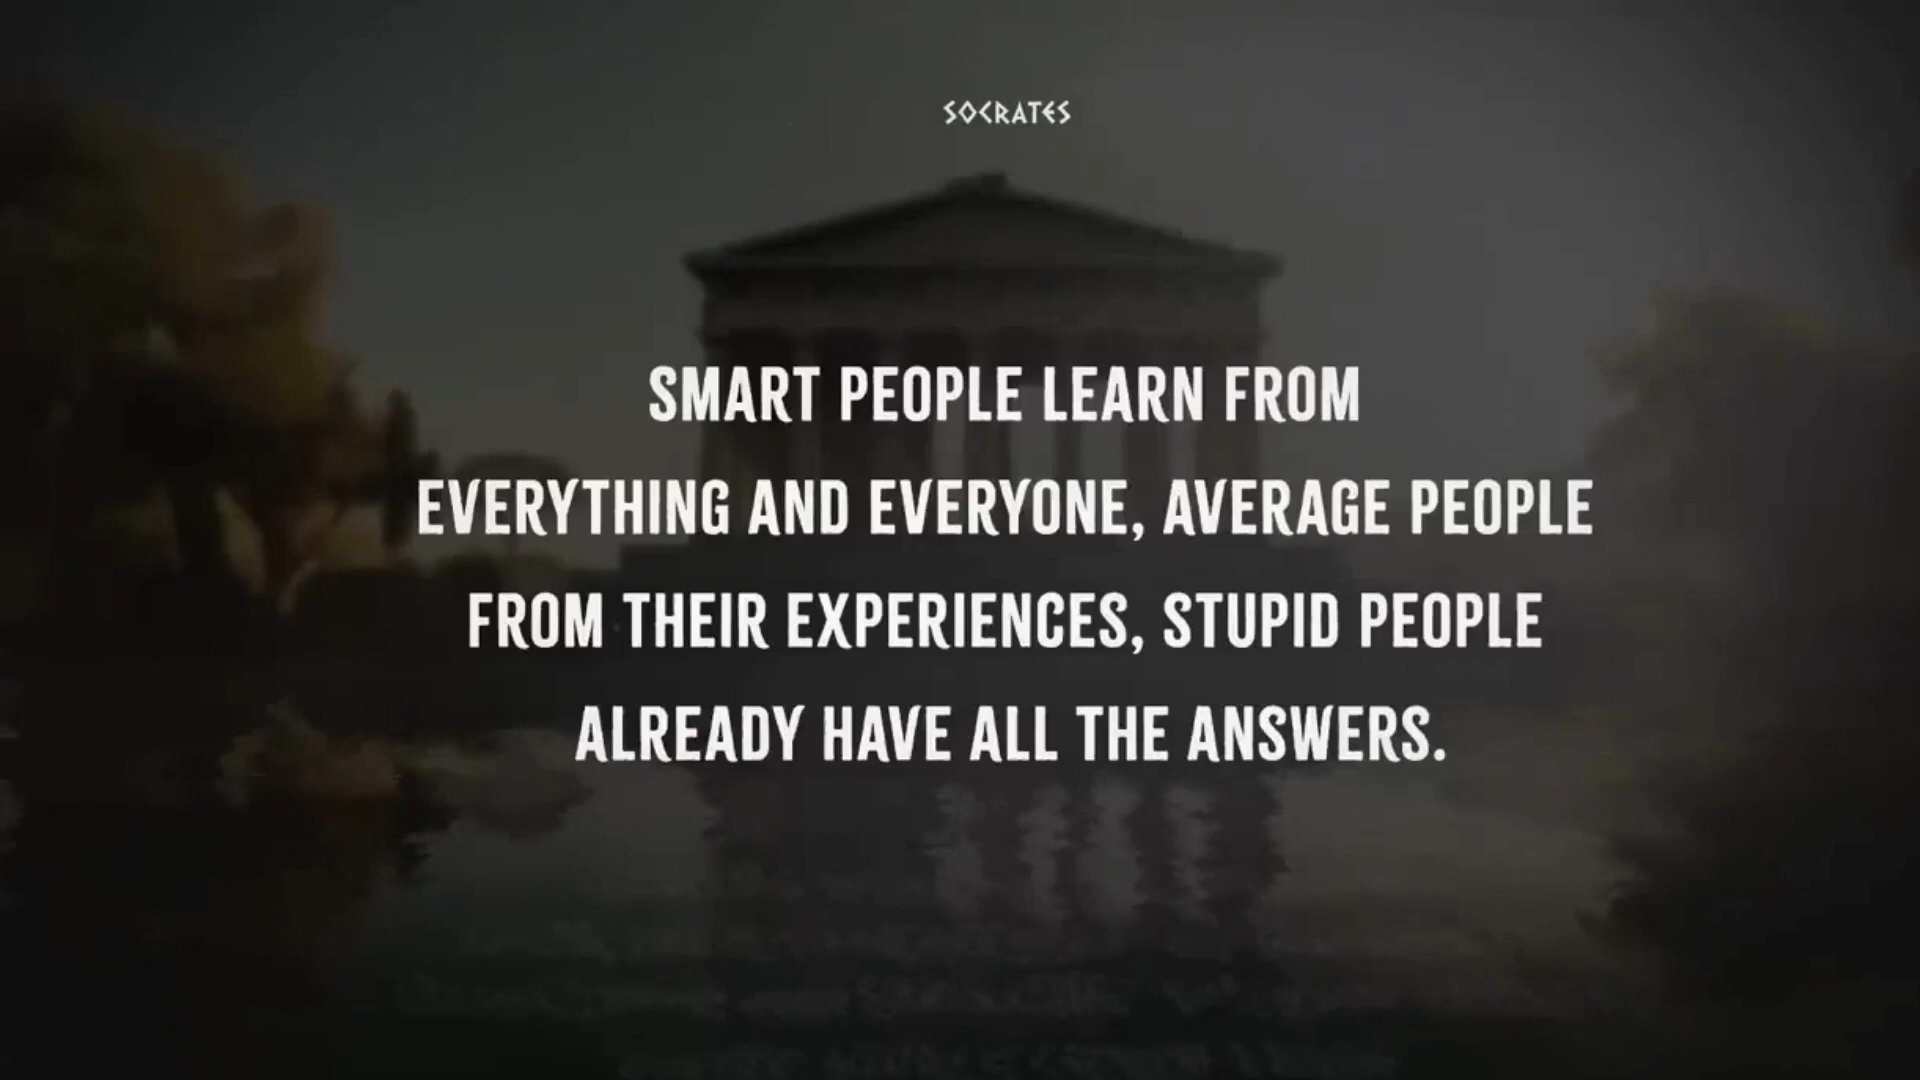 SOCRATES
SMART PEOPLE LEARN FROM
EVERYTHING AND EVERYONE, AVERAGE PEOPLE
FROM THEIR EXPERIENCES, STUPID PEOPLE
ALREADY HAVE ALL THE ANSWERS.